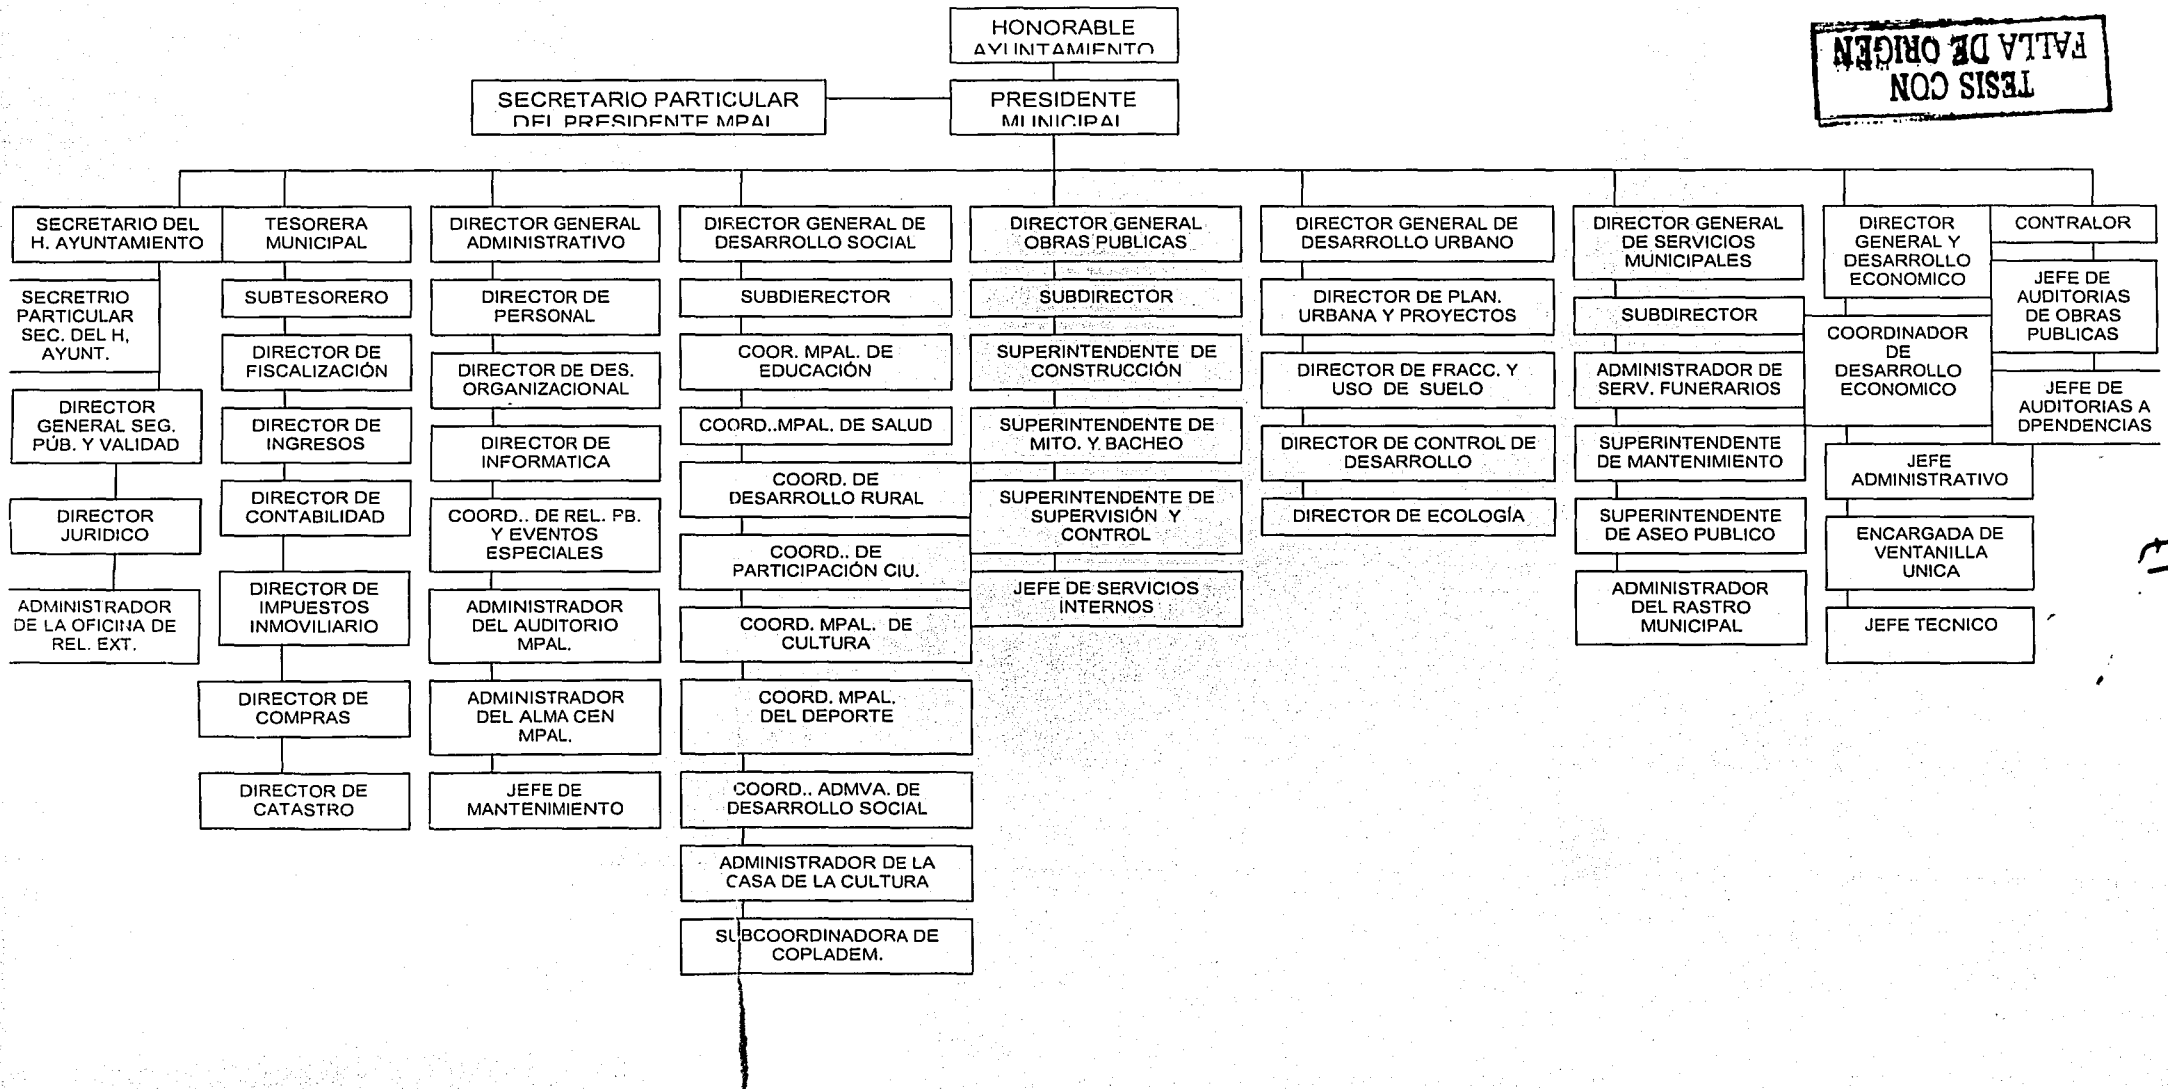 HONORABLE
AYUNTAMIENTO
SECRETARIO PARTICULAR
DEL PRESIDENTE MPAL
PRESIDENTE
MUNICIPAL
TESIS CON
FALLA DE ORIGEN
SECRETARIO DEL
H. AYUNTAMIENTO
SECRETRIO
PARTICULAR
SEC. DEL H,
AYUNT.
DIRECTOR
GENERAL SEG.
PÚB. Y VALIDAD
DIRECTOR
JURIDICO
ADMINISTRADOR
DE LA OFICINA DE
REL. EXT.
TESORERA
MUNICIPAL
SUBTESORERO
DIRECTOR DE
FISCALIZACIÓN
DIRECTOR DE
INGRESOS
DIRECTOR DE
CONTABILIDAD
DIRECTOR DE
IMPUESTOS
INMOVILIARIO
DIRECTOR DE
COMPRAS
DIRECTOR DE
CATASTRO
DIRECTOR GENERAL
ADMINISTRATIVO
DIRECTOR DE
PERSONAL
DIRECTOR DE DES.
ORGANIZACIONAL
DIRECTOR DE
INFORMATICA
COORD.. DE REL. PB.
Y EVENTOS
ESPECIALES
ADMINISTRADOR
DEL AUDITORIO
MPAL.
ADMINISTRADOR
DEL ALMA CEN
MPAL.
JEFE DE
MANTENIMIENTO
DIRECTOR GENERAL DE
DESARROLLO SOCIAL
SUBDIERECTOR
COOR. MPAL. DE
EDUCACIÓN
COORD..MPAL. DE SALUD
COORD. DE
DESARROLLO RURAL
COORD.. DE
PARTICIPACIÓN CIU.
COORD. MPAL. DE
CULTURA
COORD. MPAL.
DEL DEPORTE
COORD.. ADMVA. DE
DESARROLLO SOCIAL
ADMINISTRADOR DE LA
CASA DE LA CULTURA
SUBCOORDINADORA DE
COPLADEM.
DIRECTOR GENERAL
OBRAS PUBLICAS
SUBDIRECTOR
SUPERINTENDENTE DE
CONSTRUCCIÓN
SUPERINTENDENTE DE
MITO. Y. BACHEO
SUPERINTENDENTE DE
SUPERVISIÓN Y
CONTROL
JEFE DE SERVICIOS
INTERNOS
DIRECTOR GENERAL DE
DESARROLLO URBANO
DIRECTOR DE PLAN.
URBANA Y PROYECTOS
DIRECTOR DE FRACC. Y
USO DE SUELO
DIRECTOR DE CONTROL DE
DESARROLLO
DIRECTOR DE ECOLOGÍA
DIRECTOR GENERAL
DE SERVICIOS
MUNICIPALES
SUBDIRECTOR
ADMINISTRADOR DE
SERV. FUNERARIOS
SUPERINTENDENTE
DE MANTENIMIENTO
SUPERINTENDENTE
DE ASEO PUBLICO
ADMINISTRADOR
DEL RASTRO
MUNICIPAL
DIRECTOR
GENERAL Y
DESARROLLO
ECONOMICO
COORDINADOR
DE
DESARROLLO
ECONOMICO
JEFE
ADMINISTRATIVO
ENCARGADA DE
VENTANILLA
UNICA
JEFE TECNICO
CONTRALOR
JEFE DE
AUDITORIAS
DE OBRAS
PUBLICAS
JEFE DE
AUDITORIAS A
DPENDENCIAS